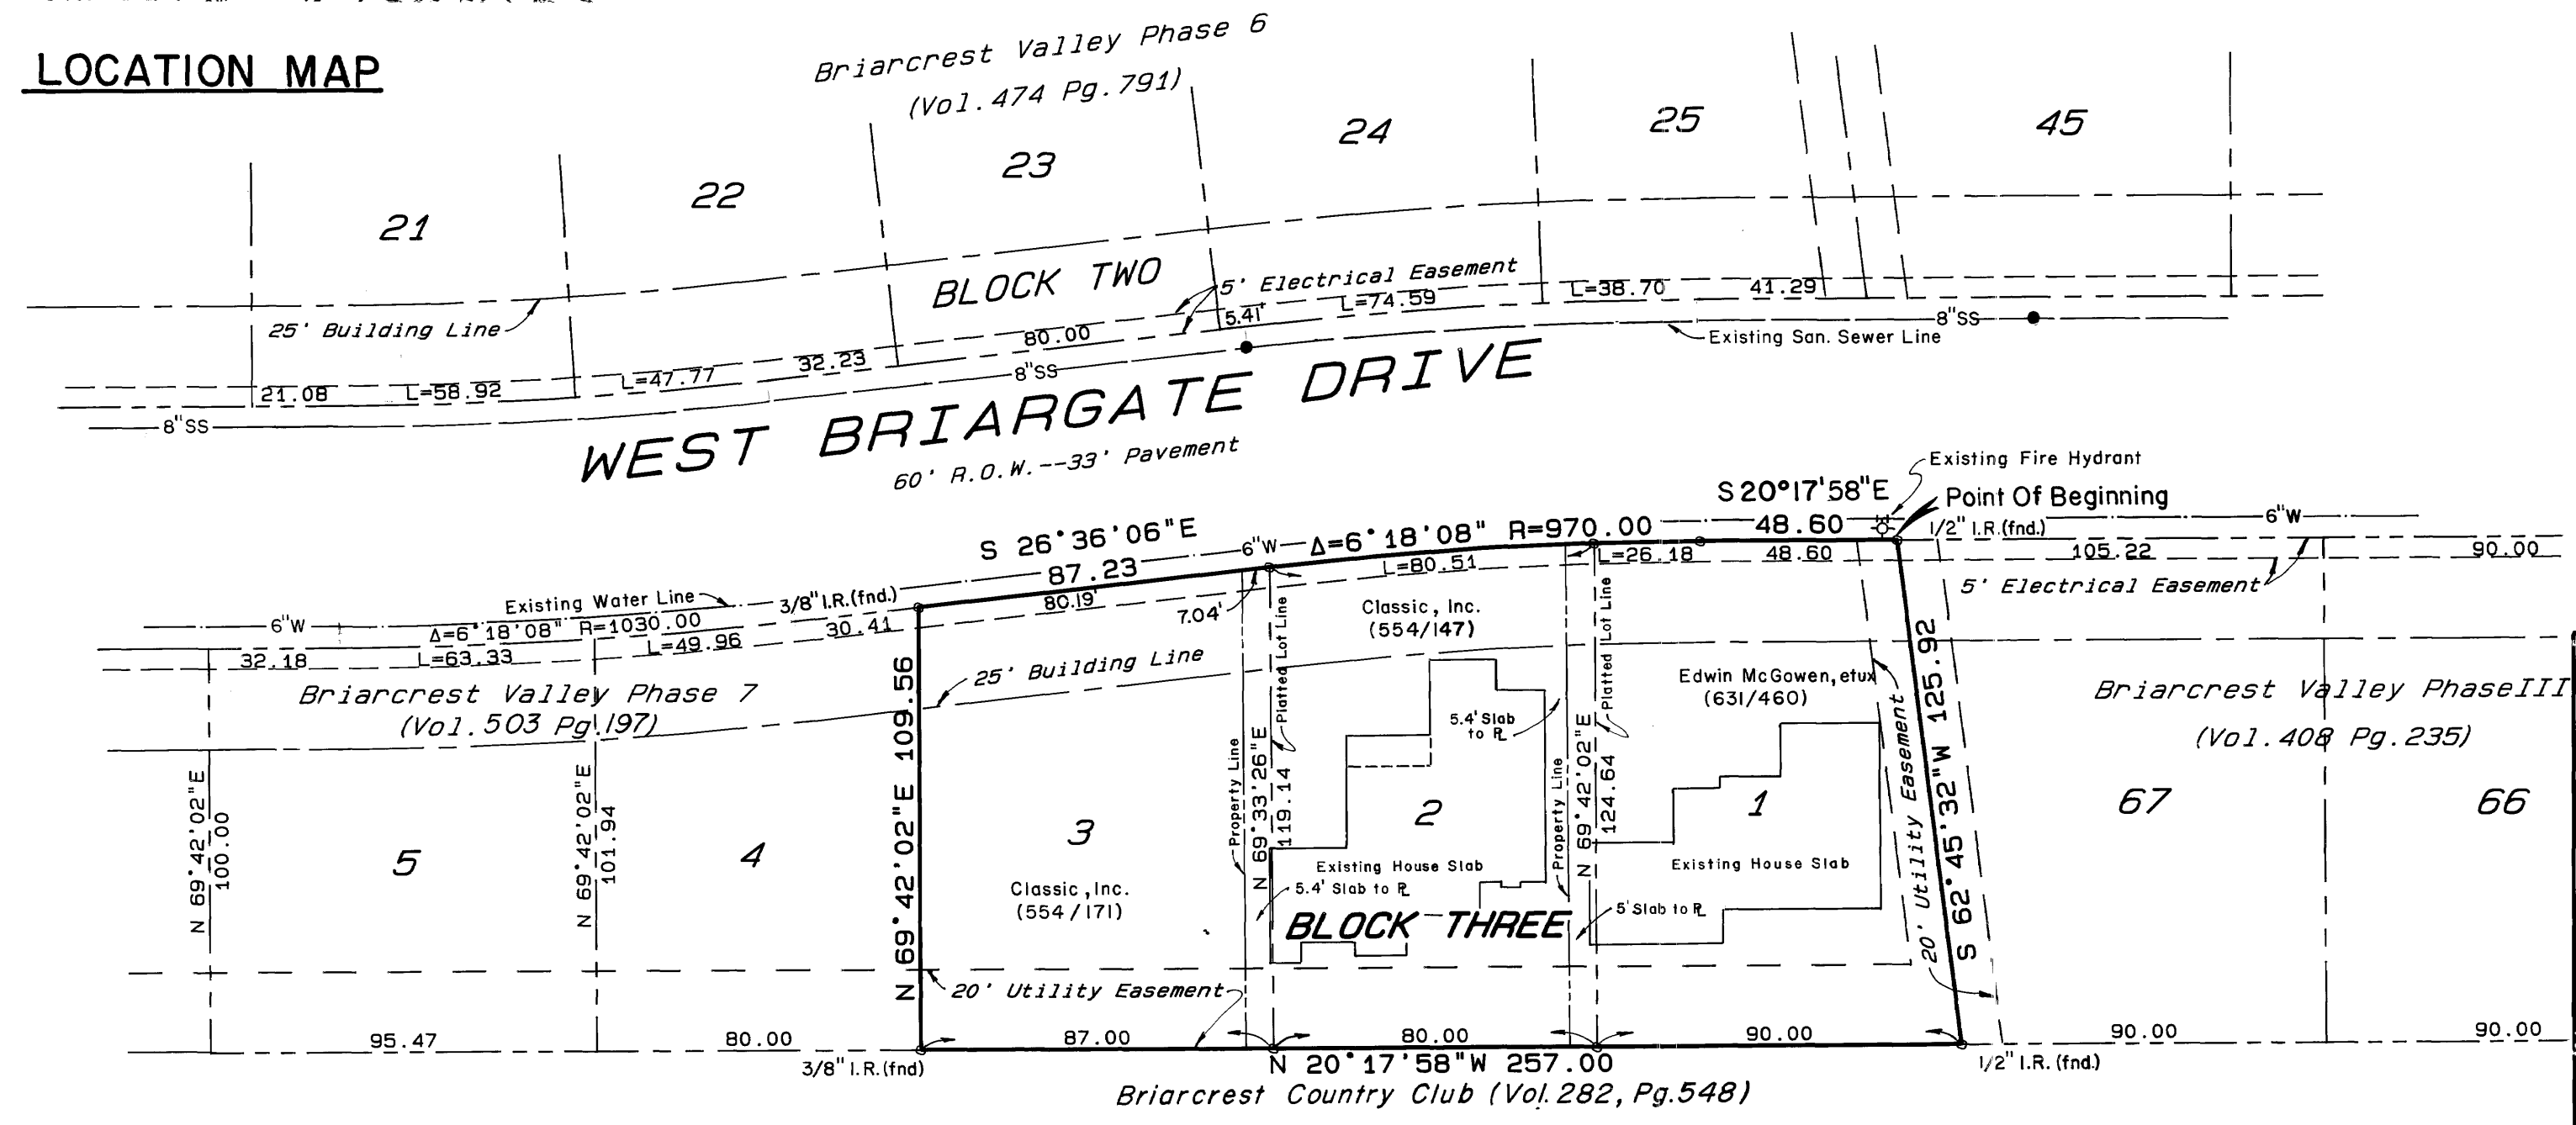 LOCATION MAP
Briarcrest Valley Phase 6
(Vol.474 Pg.791)
21
22
23
24
25
45
BLOCK TWO
5' Electrical Easement
25' Building Line
21.08
L=58.92
L=47.77
32.23
80.00
5.41'
L=74.59
L=38.70
41.29
8"SS
8"SS
8"SS
Existing San. Sewer Line
WEST BRIARGATE DRIVE
60' R.O.W.--33' Pavement
Existing Fire Hydrant
Point Of Beginning
1/2" I.R.(fnd.)
S 20°17'58"E
48.60
S 26°36'06"E
87.23
6"W
Δ=6°18'08" R=970.00
6"W
6"W
Existing Water Line
3/8" I.R.(fnd.)
Δ=6°18'08" R=1030.00
32.18
L=63.33
L=49.96
30.41
80.19'
7.04'
L=80.51
L=26.18
48.60
105.22
90.00
5' Electrical Easement
Briarcrest Valley Phase 7
(Vol.503 Pg.197)
25' Building Line
Classic, Inc.
(554/147)
Edwin McGowen, etux
(631/460)
Briarcrest Valley Phase III
(Vol.408 Pg.235)
N 69°42'02"E
100.00
N 69°42'02"E
101.94
N 69°42'02"E 109.56
Property Line
N 69°33'26"E
119.14
Platted Lot Line
5.4' Slab
to PL
Property Line
N 69°42'02"E
124.64
Platted Lot Line
20' Utility Easement
S 62°45'32"W 125.92
5
4
3
2
1
67
66
Classic, Inc.
(554/171)
Existing House Slab
5.4' Slab to PL
Existing House Slab
5' Slab to PL
BLOCK THREE
20' Utility Easement
95.47
80.00
87.00
80.00
90.00
90.00
90.00
3/8" I.R.(fnd)
N 20°17'58"W 257.00
1/2" I.R. (fnd.)
Briarcrest Country Club (Vol.282, Pg.548)